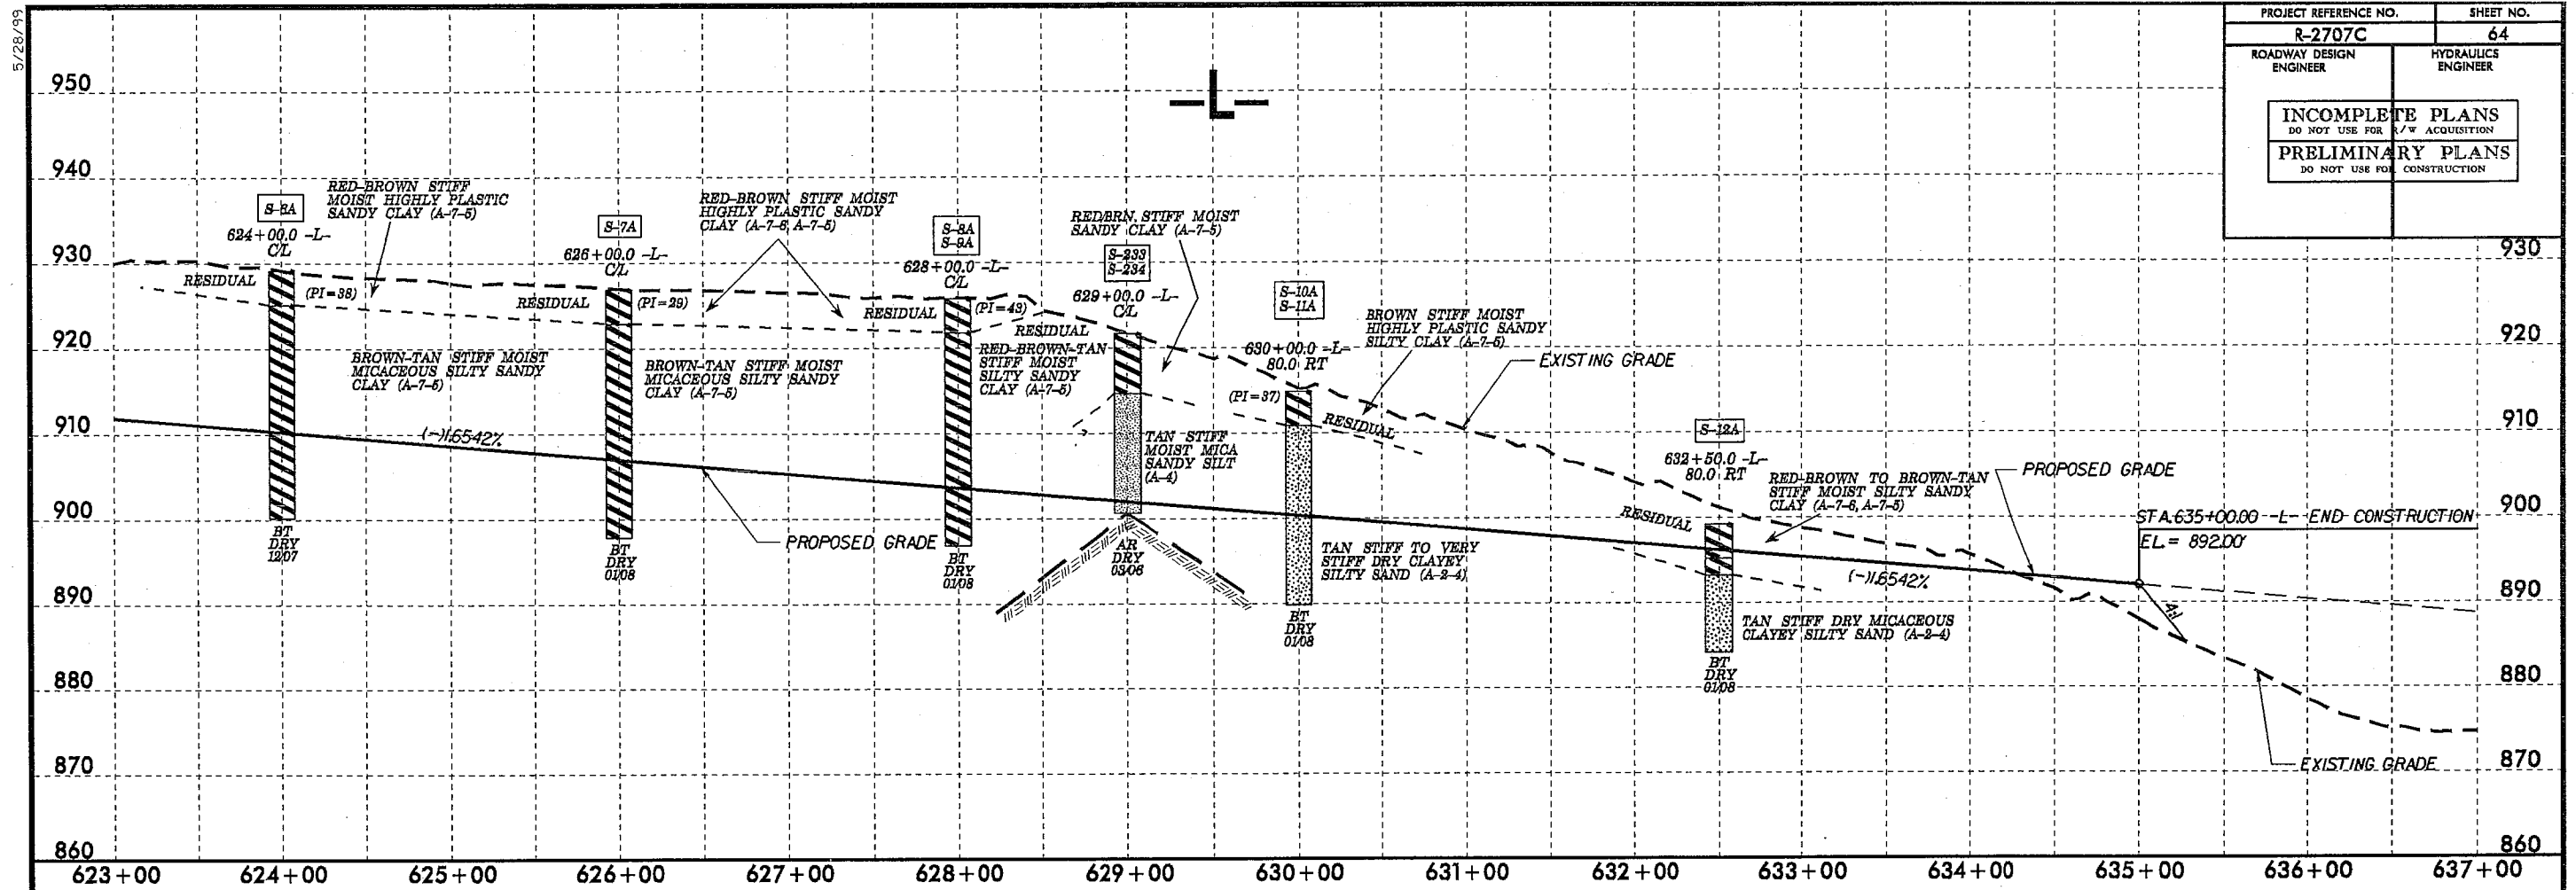 5/28/99
PROJECT REFERENCE NO.
SHEET NO.
R-2707C
64
ROADWAY DESIGN
ENGINEER
HYDRAULICS
ENGINEER
INCOMPLETE PLANS
DO NOT USE FOR R/W ACQUISITION
PRELIMINARY PLANS
DO NOT USE FOR CONSTRUCTION
-L-
950
940
930
920
910
900
890
880
870
860
930
920
910
900
890
880
870
860
624+00.0 -L-
C/L
RED-BROWN STIFF
MOIST HIGHLY PLASTIC
SANDY CLAY (A-7-5)
RESIDUAL
(PI=38)
BROWN-TAN STIFF MOIST
MICACEOUS SILTY SANDY
CLAY (A-7-5)
BT
DRY
12/07
(-)1.6542%
S-7A
626+00.0 -L-
C/L
RESIDUAL
(PI=29)
RED-BROWN STIFF MOIST
HIGHLY PLASTIC SANDY
CLAY (A-7-6, A-7-5)
BROWN-TAN STIFF MOIST
MICACEOUS SILTY SANDY
CLAY (A-7-5)
BT
DRY
01/08
PROPOSED GRADE
S-8A
S-9A
628+00.0 -L-
C/L
RESIDUAL
(PI=43)
RED-BROWN-TAN
STIFF MOIST
SILTY SANDY
CLAY (A-7-5)
BT
DRY
01/08
RED/BRN. STIFF MOIST
SANDY CLAY (A-7-5)
S-233
S-234
629+00.0 -L-
C/L
RESIDUAL
?
TAN STIFF
MOIST MICA
SANDY SILT
(A-4)
AR
DRY
03/06
S-10A
S-11A
630+00.0 -L-
80.0 RT
(PI=37)
BROWN STIFF MOIST
HIGHLY PLASTIC SANDY
SILTY CLAY (A-7-5)
RESIDUAL
EXISTING GRADE
TAN STIFF TO VERY
STIFF DRY CLAYEY
SILTY SAND (A-2-4)
BT
DRY
01/08
S-12A
632+50.0 -L-
80.0 RT
RESIDUAL
RED-BROWN TO BROWN-TAN
STIFF MOIST SILTY SANDY
CLAY (A-7-6, A-7-5)
PROPOSED GRADE
(-)1.6542%
TAN STIFF DRY MICACEOUS
CLAYEY SILTY SAND (A-2-4)
BT
DRY
01/08
STA.635+00.00 -L- END CONSTRUCTION
EL.= 892.00'
4:1
EXISTING GRADE
623+00
624+00
625+00
626+00
627+00
628+00
629+00
630+00
631+00
632+00
633+00
634+00
635+00
636+00
637+00